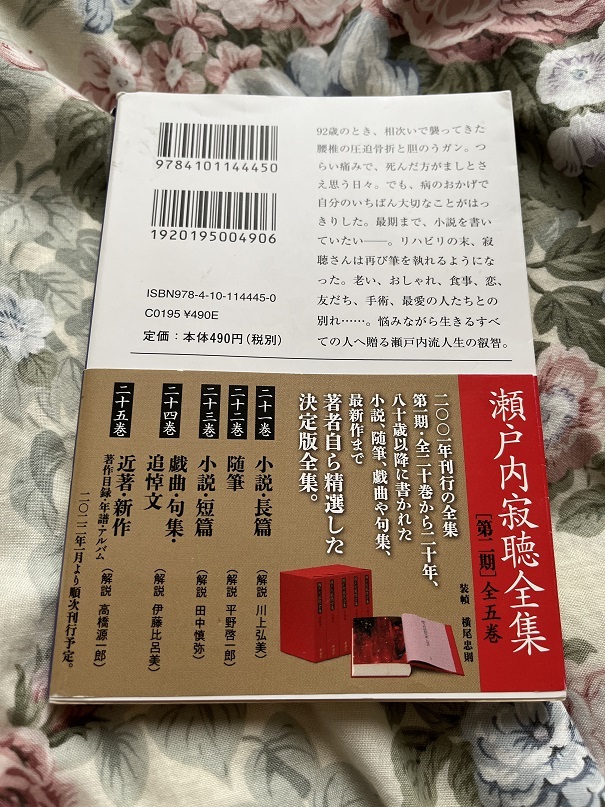 9784101144450
1920195004906
ISBN978-4-10-114445-0
C0195 ¥490E
定価：本体490円（税別）
92歳のとき、相次いで襲ってきた
腰椎の圧迫骨折と胆のうガン。つ
らい痛みで、死んだ方がましとさ
え思う日々。でも、病のおかげで
自分のいちばん大切なことがはっ
きりした。最期まで、小説を書い
ていたい――。リハビリの末、寂
聴さんは再び筆を執れるようにな
った。老い、おしゃれ、食事、恋、
友だち、手術、最愛の人たちとの
別れ……。悩みながら生きるすべ
ての人へ贈る瀬戸内流人生の叡智。
瀬戸内寂聴全集
［第二期］全五巻
装幀 横尾忠則
二〇〇一年刊行の全集
第一期・全二十巻から二十年、
八十歳以降に書かれた
小説、随筆、戯曲や句集、
最新作まで
著者自ら精選した
決定版全集。
二十一巻 小説・長篇（解説 川上弘美）
二十二巻 随筆（解説 平野啓一郎）
二十三巻 小説・短篇（解説 田中慎弥）
二十四巻 戯曲・句集・
追悼文（解説 伊藤比呂美）
二十五巻 近著・新作
著作目録・年譜・アルバム（解説 高橋源一郎）
二〇二二年一月より順次刊行予定。